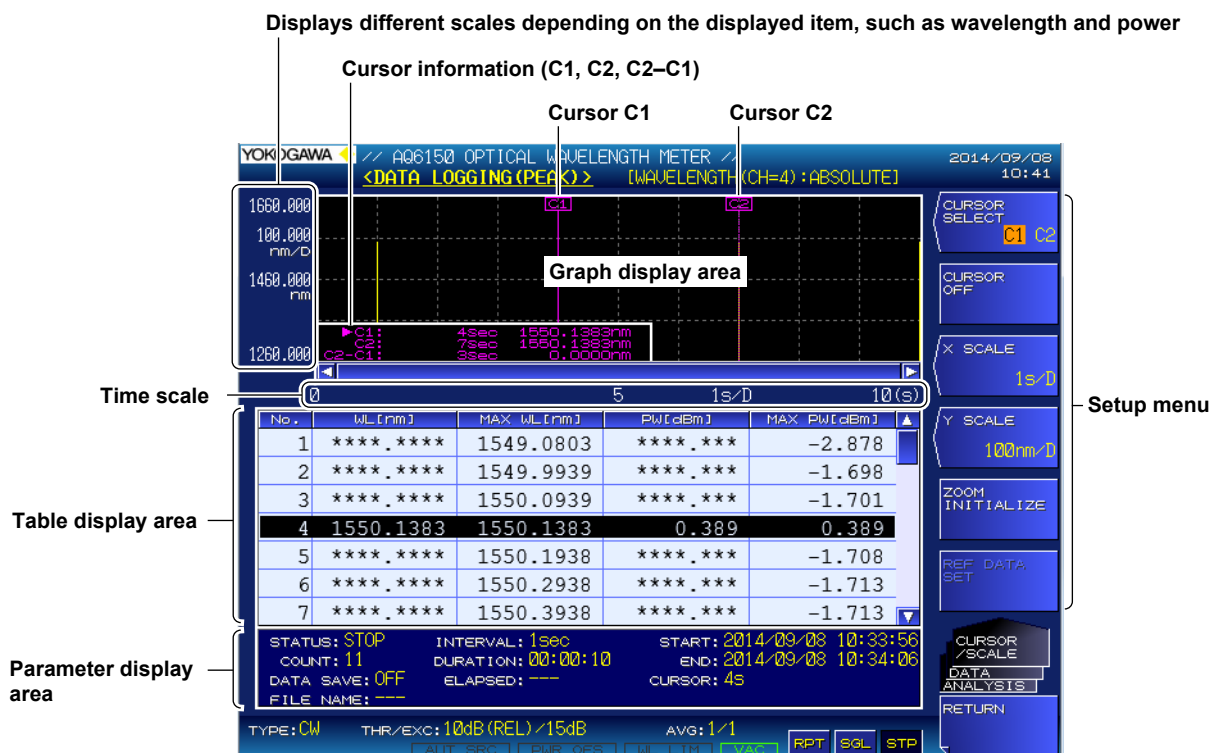 Displays different scales depending on the displayed item, such as wavelength and power
Cursor information (C1, C2, C2–C1)
Cursor C1
Cursor C2
YOKOGAWA // AQ6150 OPTICAL WAVELENGTH METER //
2014/09/08
<DATA LOGGING(PEAK)> [WAVELENGTH(CH=4):ABSOLUTE]
10:41
1660.000
100.000
nm/D
1460.000
nm
1260.000
C1
C2
Graph display area
▶C1: 4Sec 1550.1383nm
C2: 7Sec 1550.1383nm
C2-C1: 3Sec 0.0000nm
Time scale
0 5 1s/D 10(s)
Table display area
No. WL[nm] MAX WL[nm] PW[dBm] MAX PW[dBm]
1 ****.**** 1549.0803 ****.*** -2.878
2 ****.**** 1549.9939 ****.*** -1.698
3 ****.**** 1550.0939 ****.*** -1.701
4 1550.1383 1550.1383 0.389 0.389
5 ****.**** 1550.1938 ****.*** -1.708
6 ****.**** 1550.2938 ****.*** -1.713
7 ****.**** 1550.3938 ****.*** -1.713
Parameter display
area
STATUS: STOP INTERVAL: 1sec START: 2014/09/08 10:33:56
COUNT: 11 DURATION: 00:00:10 END: 2014/09/08 10:34:06
DATA SAVE: OFF ELAPSED: --- CURSOR: 4s
FILE NAME: ---
TYPE: CW THR/EXC: 10dB(REL)/15dB AVG: 1/1
AUT SRC PWR OFS WL LIM VAC RPT SGL STP
CURSOR
SELECT
C1 C2
CURSOR
OFF
X SCALE
1s/D
Y SCALE
100nm/D
ZOOM
INITIALIZE
REF DATA
SET
CURSOR
/SCALE
DATA
ANALYSIS
RETURN
Setup menu